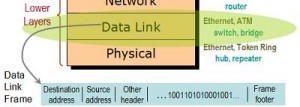 Network
router
Lower
Layers
Data Link
Ethernet, ATM
switch, bridge
Physical
Ethernet, Token Ring
hub, repeater
Data
Link
Frame
Destination address
Source address
Other header
...1001101010001001...
Frame footer